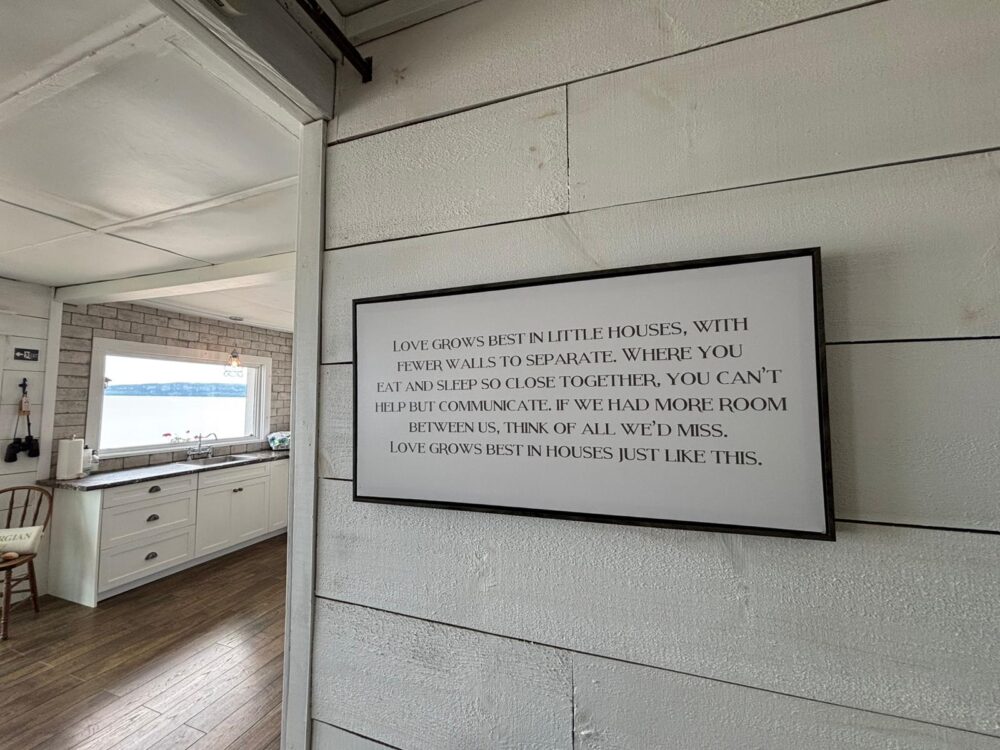 LOVE GROWS BEST IN LITTLE HOUSES, WITH
FEWER WALLS TO SEPARATE. WHERE YOU
EAT AND SLEEP SO CLOSE TOGETHER, YOU CAN'T
HELP BUT COMMUNICATE. IF WE HAD MORE ROOM
BETWEEN US, THINK OF ALL WE'D MISS.
LOVE GROWS BEST IN HOUSES JUST LIKE THIS.
RGIAN